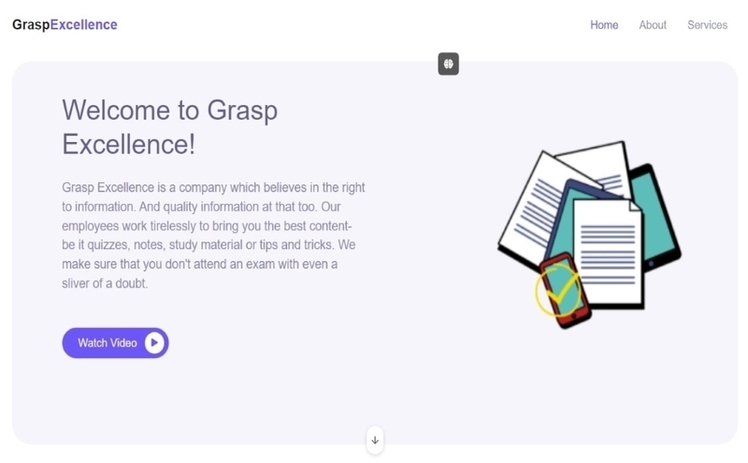 GraspExcellence
Home About Services
Welcome to Grasp
Excellence!
Grasp Excellence is a company which believes in the right
to information. And quality information at that too. Our
employees work tirelessly to bring you the best content-
be it quizzes, notes, study material or tips and tricks. We
make sure that you don't attend an exam with even a
sliver of a doubt.
Watch Video